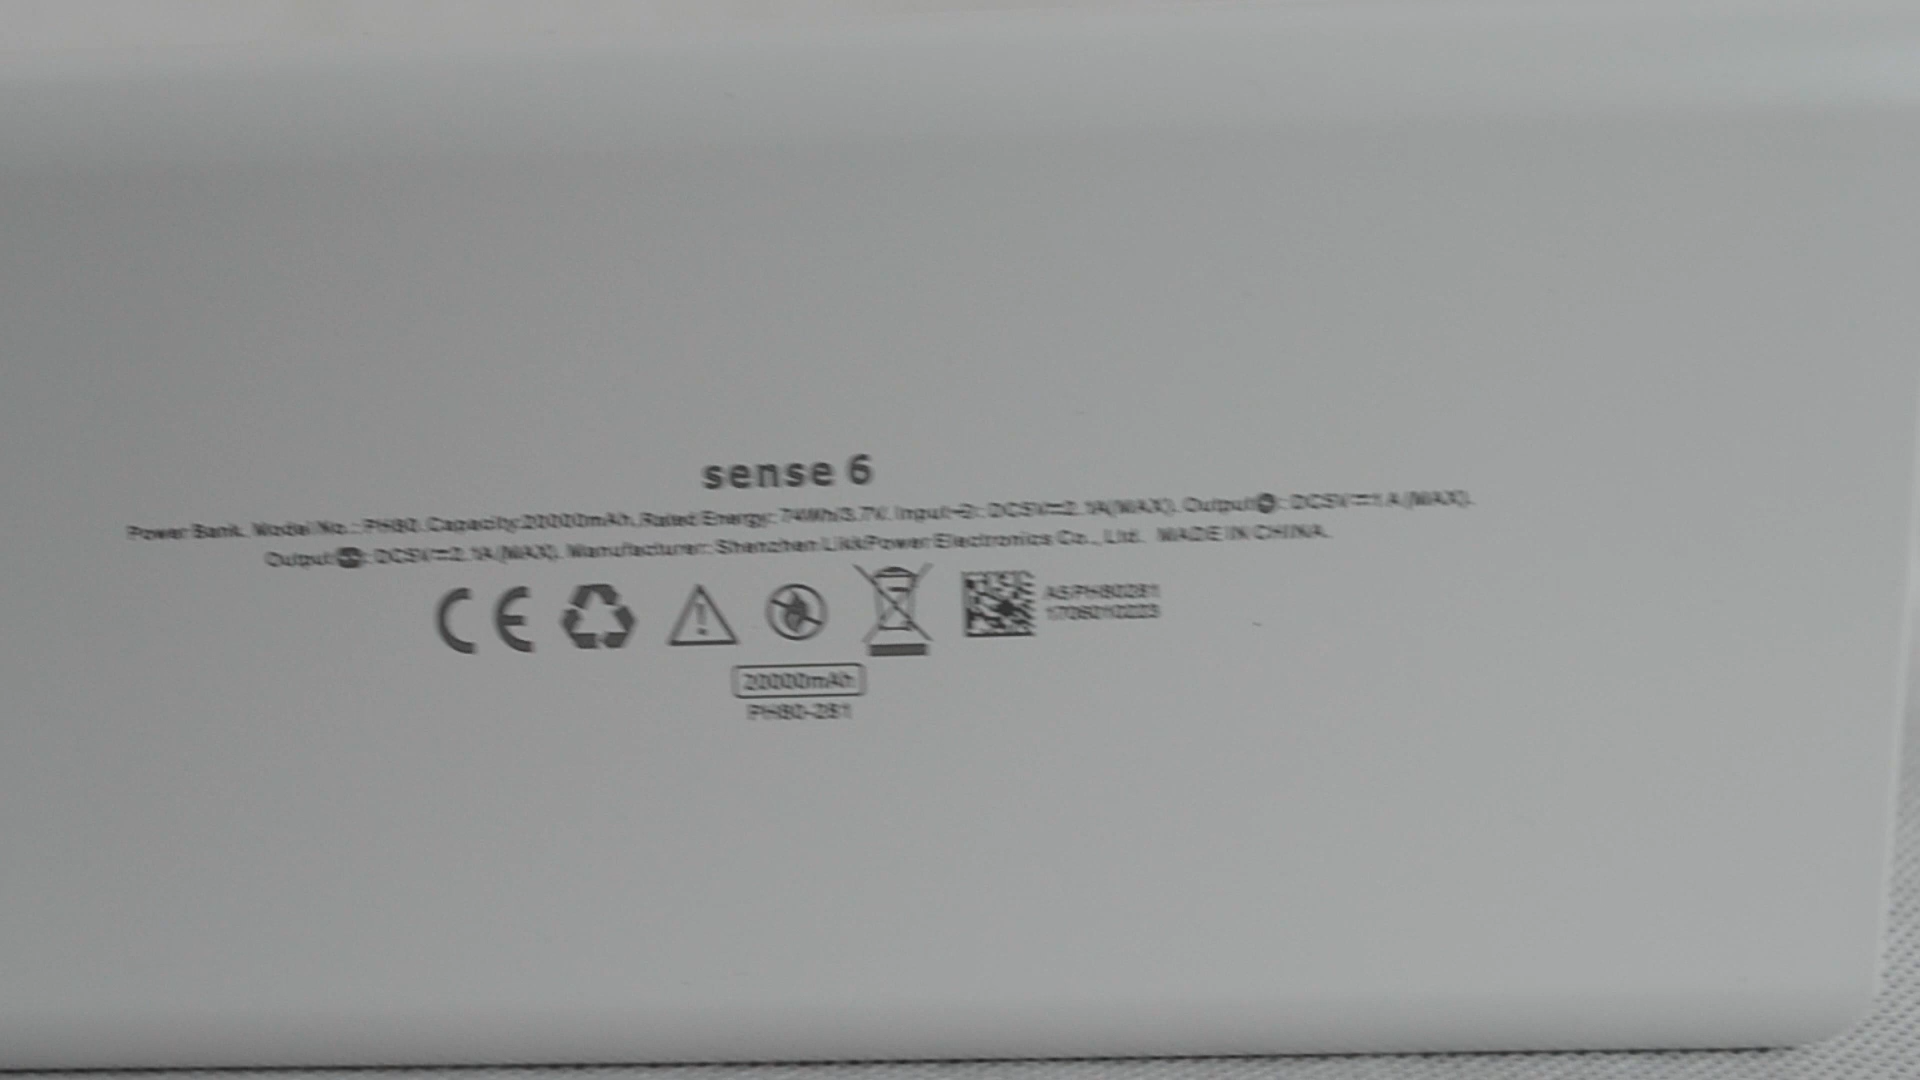 sense 6
Power Bank. Model No.: PH80. Capacity:20000mAh. Rated Energy: 74Wh/3.7V. Input: DC5V⎓2.1A(MAX). Output: DC5V⎓1A(MAX).
Output: DC5V⎓2.1A(MAX). Manufacturer: Shenzhen LikkPower Electronics Co., Ltd. MADE IN CHINA.
CE
20000mAh
PH80-281